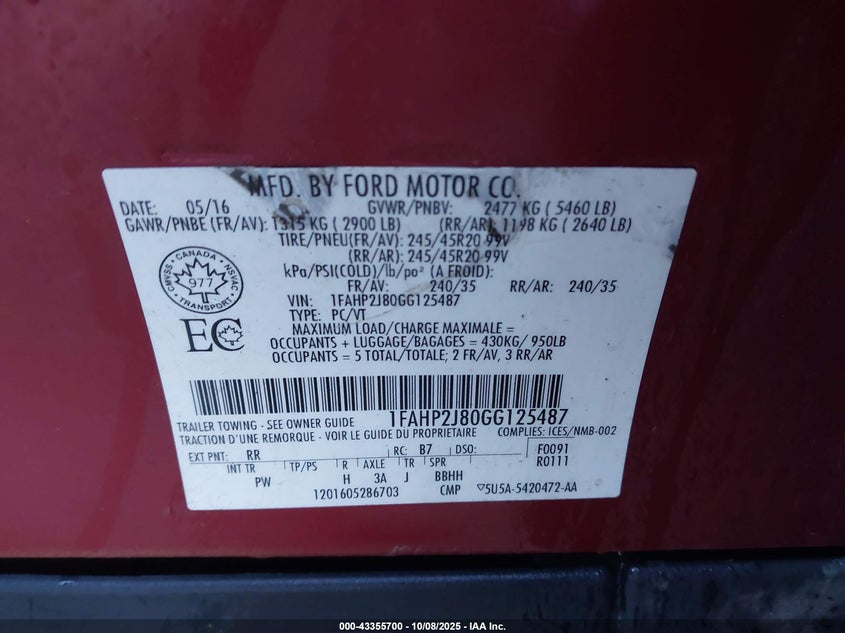 MFD. BY FORD MOTOR CO.
DATE: 05/16 GVWR/PNBV: 2477 KG ( 5460 LB)
GAWR/PNBE (FR/AV): 1315 KG ( 2900 LB) (RR/AR): 1198 KG ( 2640 LB)
TIRE/PNEU(FR/AV): 245/45R20 99V
(RR/AR): 245/45R20 99V
kPa/PSI(COLD)/lb/po² (A FROID):
FR/AV: 240/35 RR/AR: 240/35
VIN: 1FAHP2J80GG125487
TYPE: PC/VT
MAXIMUM LOAD/CHARGE MAXIMALE =
OCCUPANTS + LUGGAGE/BAGAGES = 430KG/ 950LB
OCCUPANTS = 5 TOTAL/TOTALE; 2 FR/AV, 3 RR/AR
CANADA
CMVSS NSVAC
977
TRANSPORT
EC
1FAHP2J80GG125487
TRAILER TOWING - SEE OWNER GUIDE
TRACTION D'UNE REMORQUE - VOIR LE GUIDE DU PROPRIETAIRE COMPLIES: ICES/NMB-002
EXT PNT: RR RC: B7 DSO: F0091
INT TR TP/PS R AXLE TR SPR R0111
PW H 3A J BBHH
1201605286703 CMP ▽5U5A-5420472-AA
000-43355700 - 10/08/2025 - IAA Inc.